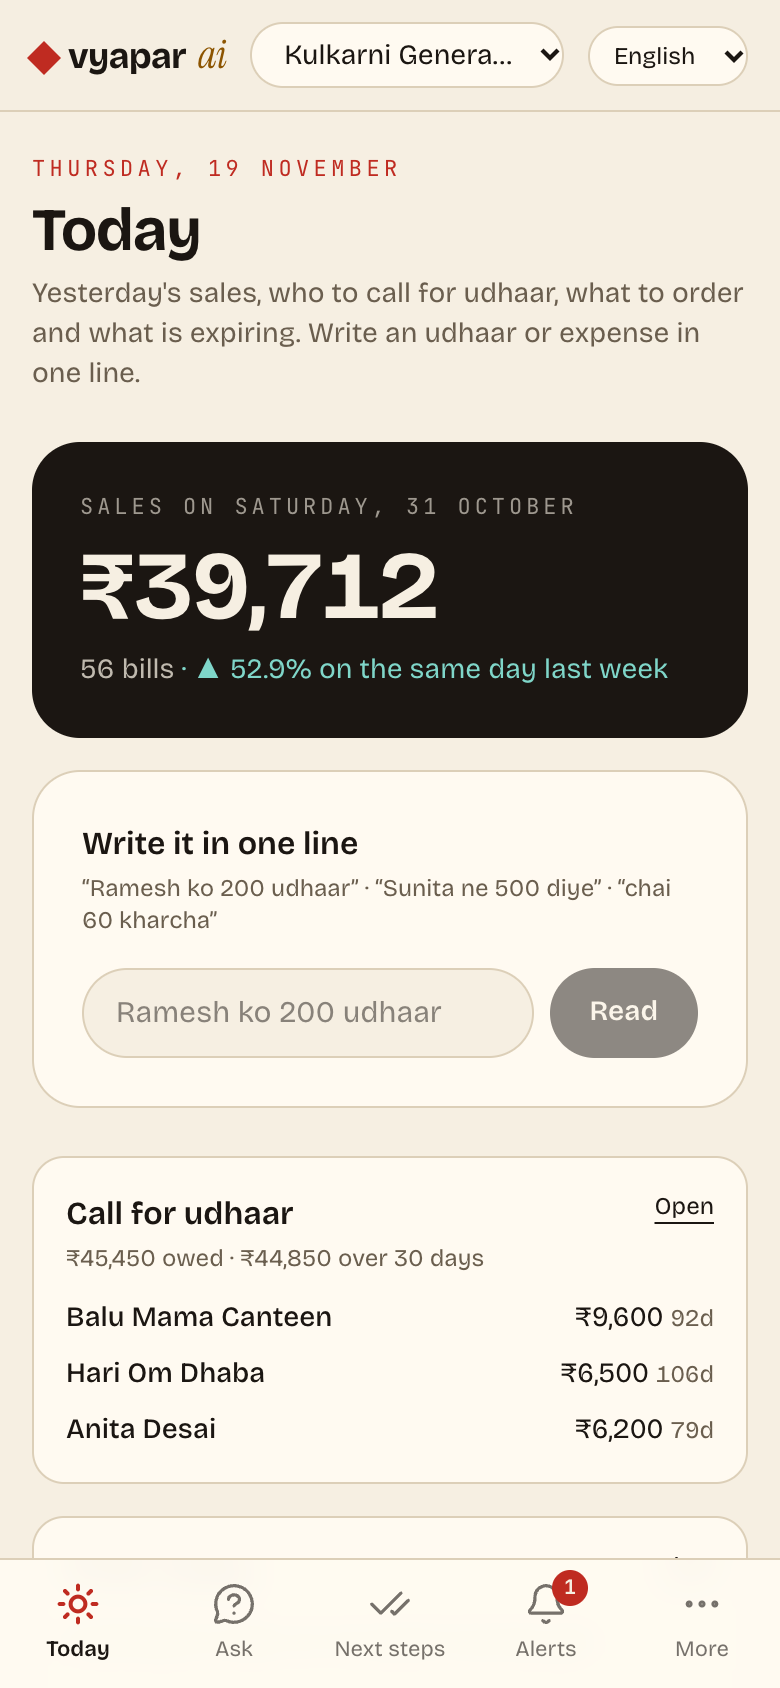 vyapar ai
Kulkarni Genera...
English
THURSDAY, 19 NOVEMBER
Today
Yesterday's sales, who to call for udhaar, what to order
and what is expiring. Write an udhaar or expense in
one line.
SALES ON SATURDAY, 31 OCTOBER
₹39,712
56 bills · ▲ 52.9% on the same day last week
Write it in one line
“Ramesh ko 200 udhaar” · “Sunita ne 500 diye” · “chai
60 kharcha”
Ramesh ko 200 udhaar
Read
Call for udhaar
Open
₹45,450 owed · ₹44,850 over 30 days
Balu Mama Canteen ₹9,600 92d
Hari Om Dhaba ₹6,500 106d
Anita Desai ₹6,200 79d
1
Today
Ask
Next steps
Alerts
More